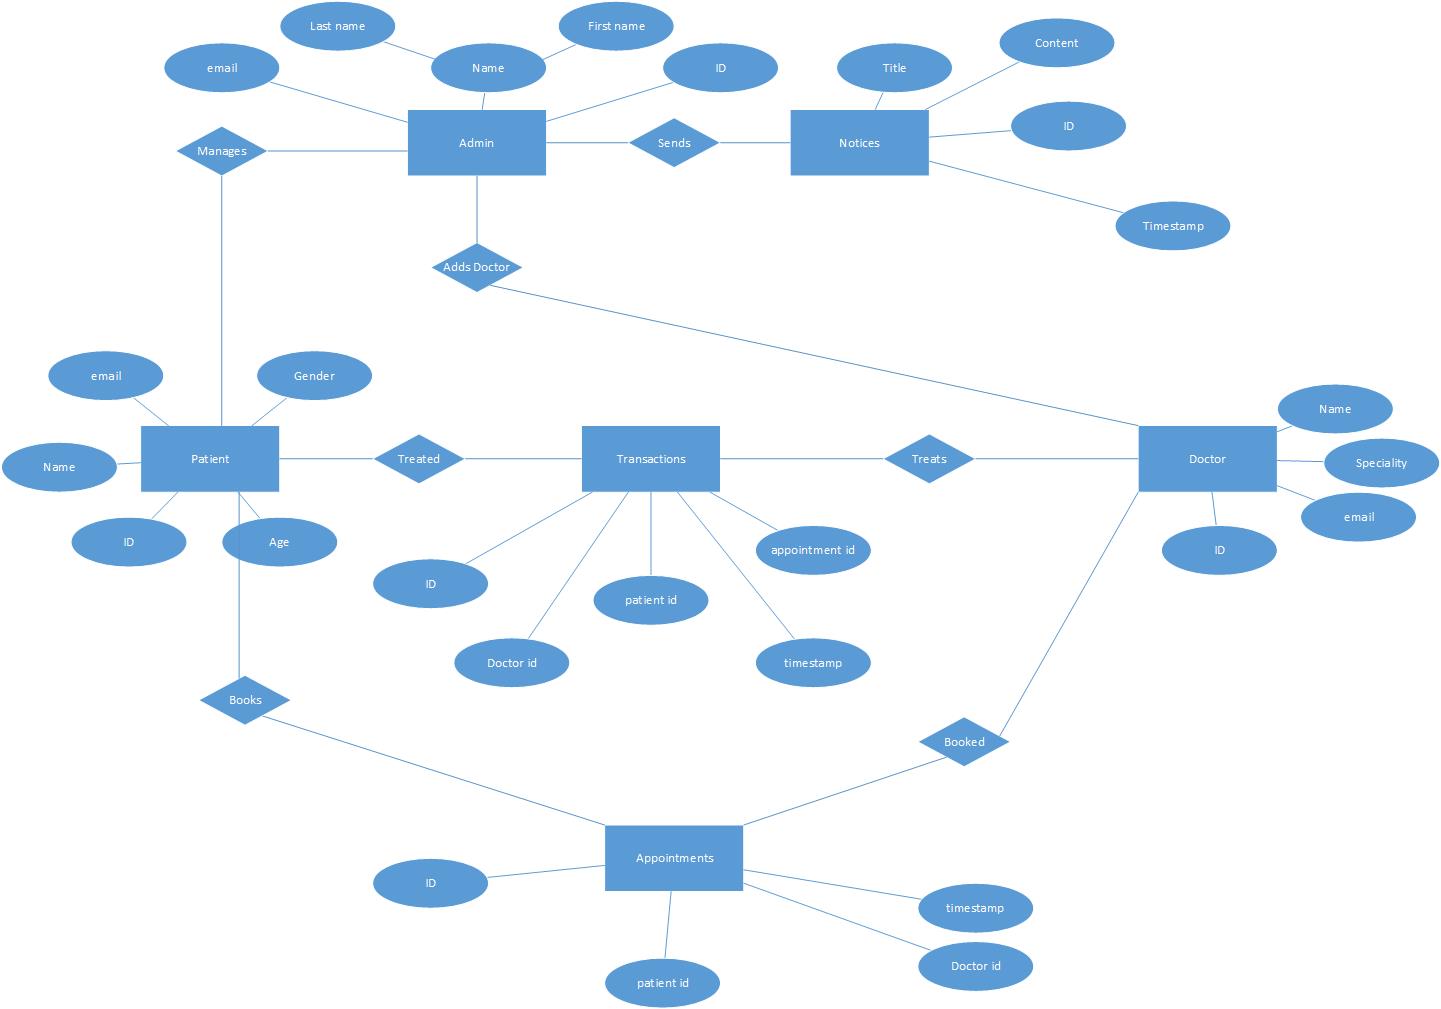 Last name
First name
Content
email
Name
ID
Title
ID
Admin
Sends
Notices
Manages
Timestamp
Adds Doctor
email
Gender
Name
Patient
Treated
Transactions
Treats
Doctor
Speciality
Name
email
ID
Age
appointment id
ID
ID
patient id
Doctor id
timestamp
Books
Booked
Appointments
ID
timestamp
Doctor id
patient id